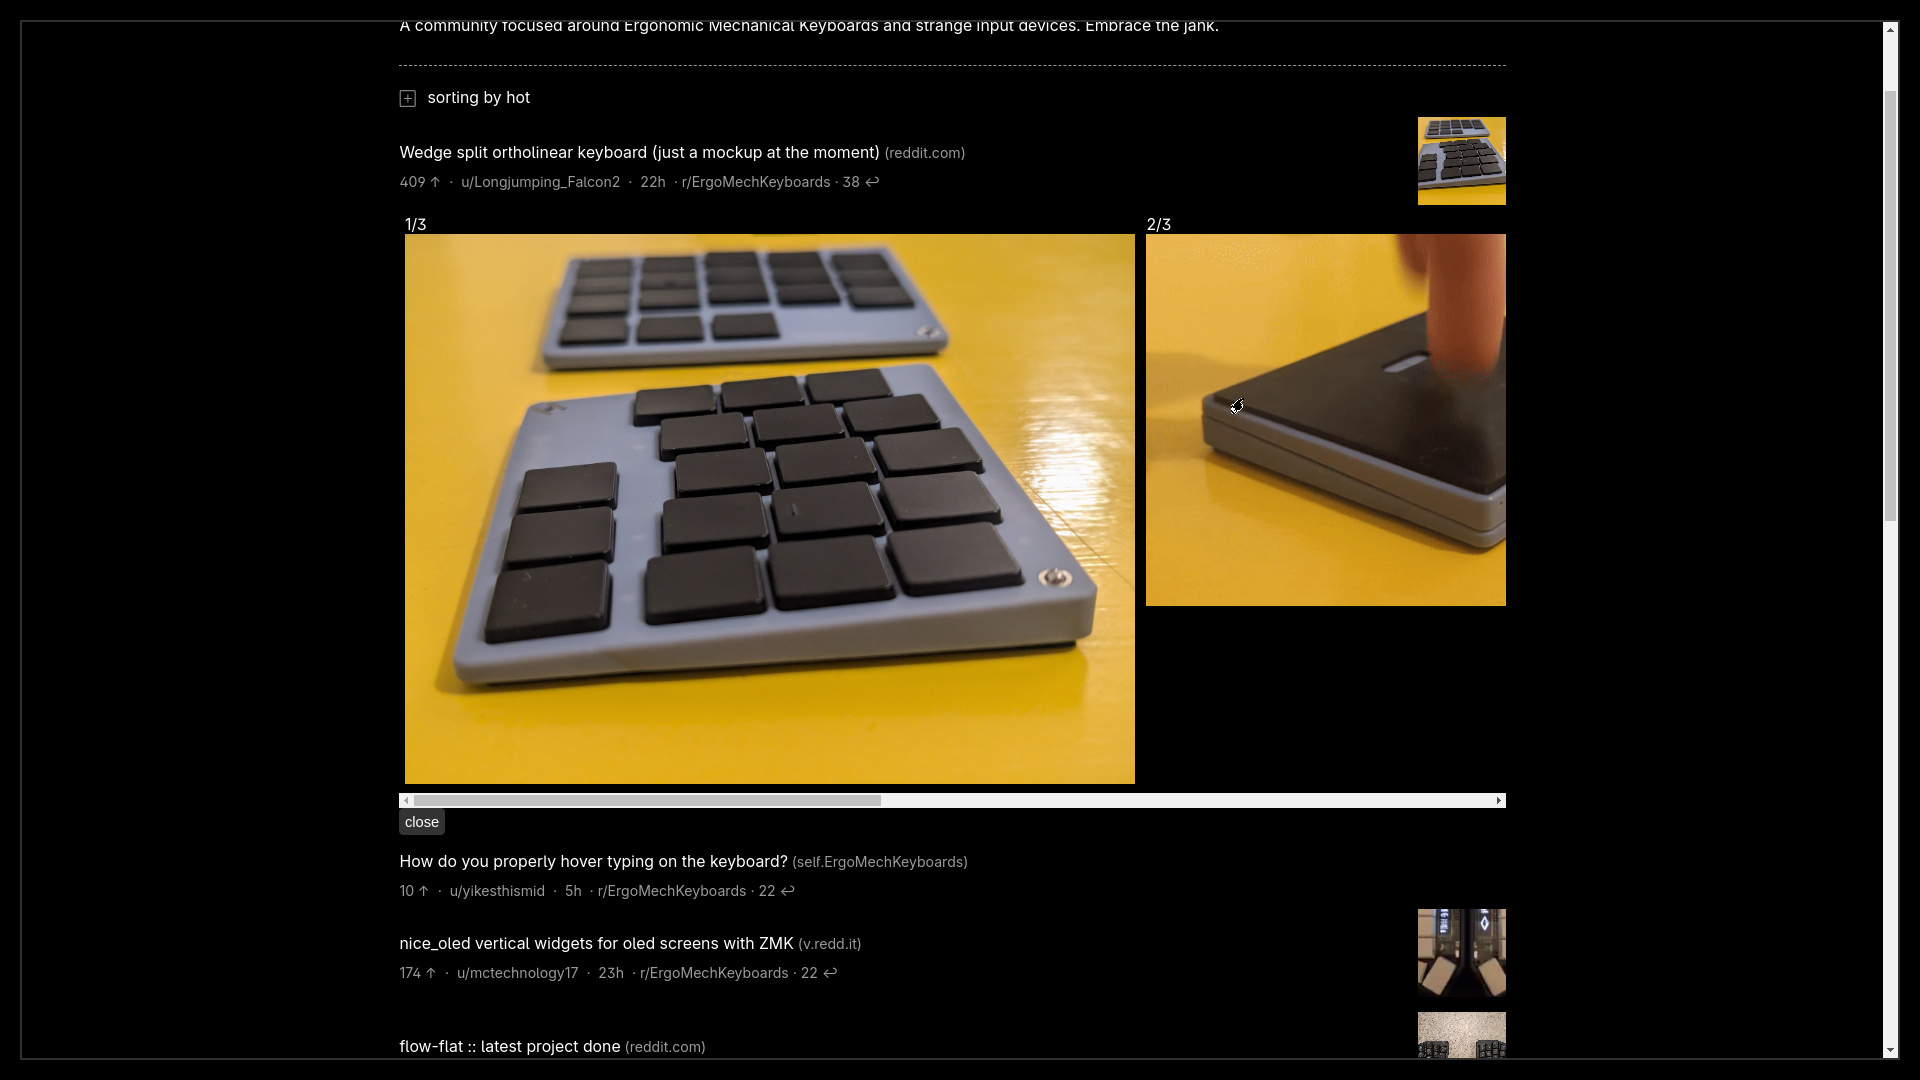 A community focused around Ergonomic Mechanical Keyboards and strange input devices. Embrace the jank.
sorting by hot
Wedge split ortholinear keyboard (just a mockup at the moment) (reddit.com)
409 ↑ · u/Longjumping_Falcon2 · 22h · r/ErgoMechKeyboards · 38 ↩
1/3
2/3
close
How do you properly hover typing on the keyboard? (self.ErgoMechKeyboards)
10 ↑ · u/yikesthismid · 5h · r/ErgoMechKeyboards · 22 ↩
nice_oled vertical widgets for oled screens with ZMK (v.redd.it)
174 ↑ · u/mctechnology17 · 23h · r/ErgoMechKeyboards · 22 ↩
flow-flat :: latest project done (reddit.com)